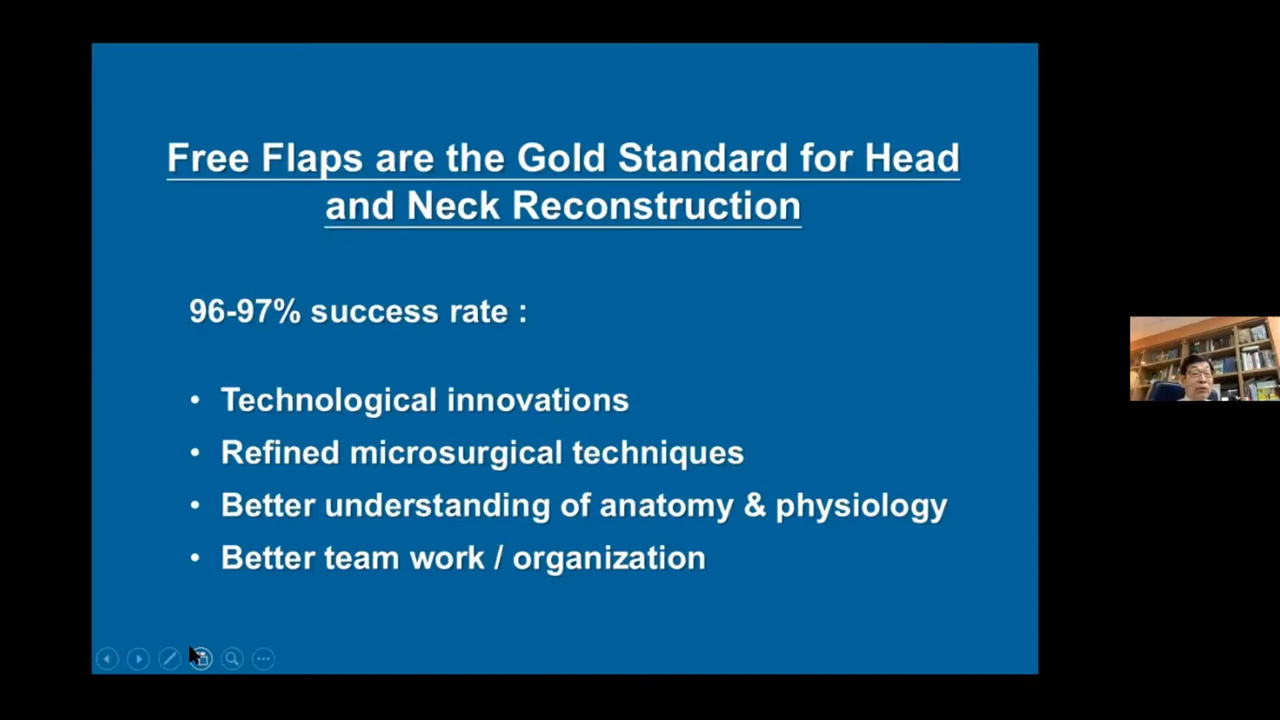 Free Flaps are the Gold Standard for Head
and Neck Reconstruction
96-97% success rate :
• Technological innovations
• Refined microsurgical techniques
• Better understanding of anatomy & physiology
• Better team work / organization